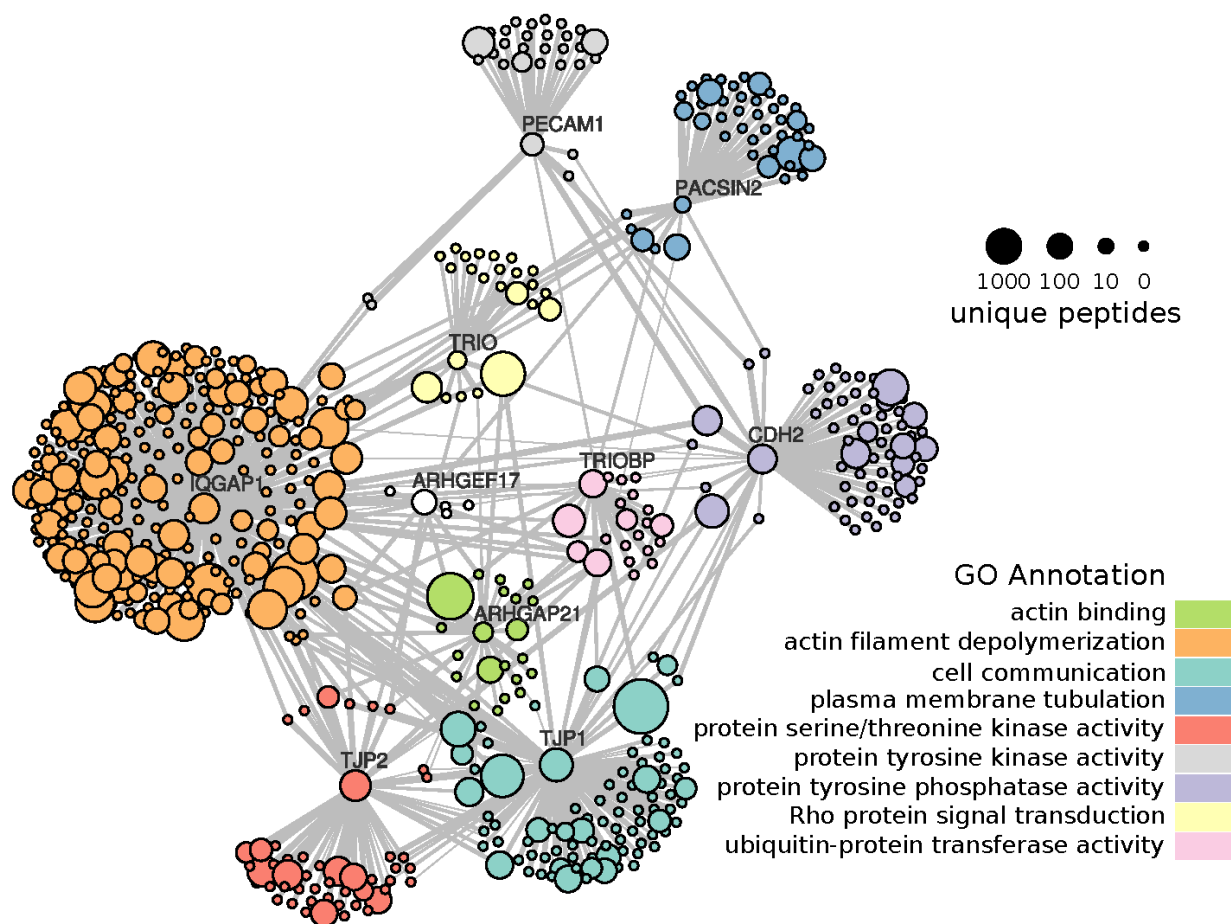 PECAM1
PACSIN2
1000 100 10 0
unique peptides
TRIO
CDH2
TRIOBP
ARHGEF17
IQGAP1
ARHGAP21
TJP1
TJP2
GO Annotation
actin binding
actin filament depolymerization
cell communication
plasma membrane tubulation
protein serine/threonine kinase activity
protein tyrosine kinase activity
protein tyrosine phosphatase activity
Rho protein signal transduction
ubiquitin-protein transferase activity